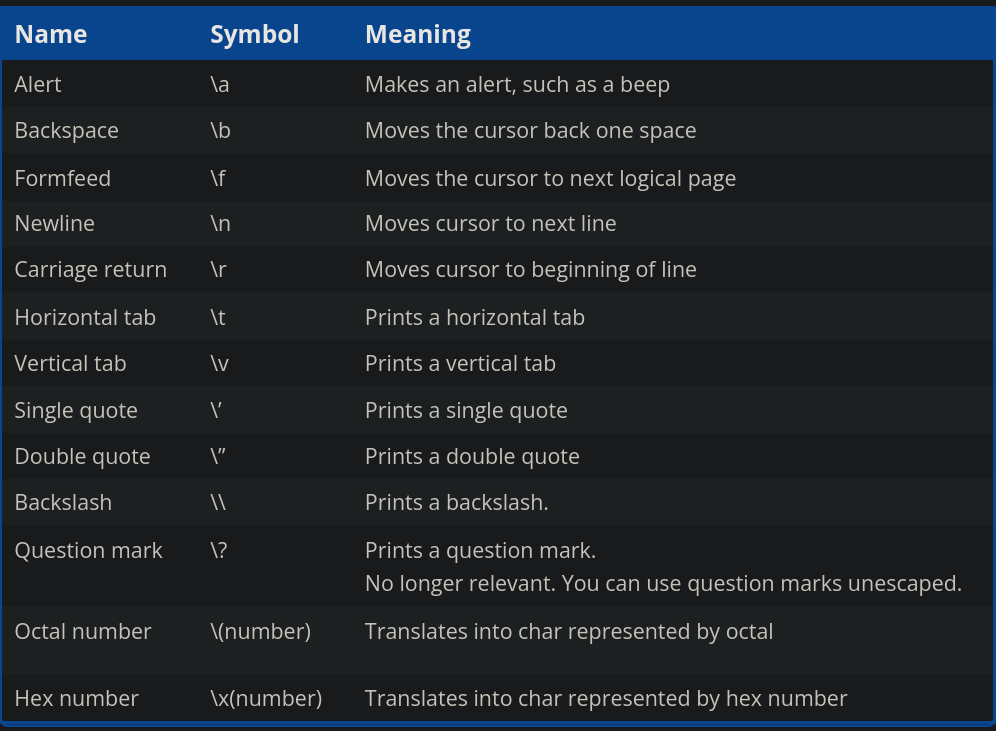 Name Symbol Meaning
Alert \a Makes an alert, such as a beep
Backspace \b Moves the cursor back one space
Formfeed \f Moves the cursor to next logical page
Newline \n Moves cursor to next line
Carriage return \r Moves cursor to beginning of line
Horizontal tab \t Prints a horizontal tab
Vertical tab \v Prints a vertical tab
Single quote \’ Prints a single quote
Double quote \” Prints a double quote
Backslash \\ Prints a backslash.
Question mark \? Prints a question mark.
No longer relevant. You can use question marks unescaped.
Octal number \(number) Translates into char represented by octal
Hex number \x(number) Translates into char represented by hex number